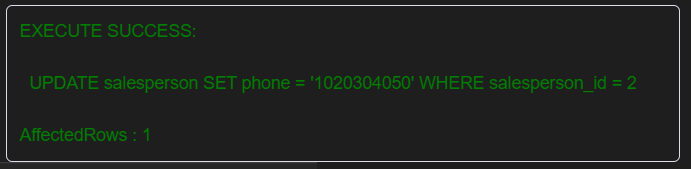 EXECUTE SUCCESS:
UPDATE salesperson SET phone = '1020304050' WHERE salesperson_id = 2
AffectedRows : 1